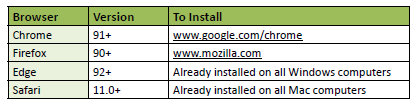 Browser Version To Install
Chrome 91+ www.google.com/chrome
Firefox 90+ www.mozilla.com
Edge 92+ Already installed on all Windows computers
Safari 11.0+ Already installed on all Mac computers